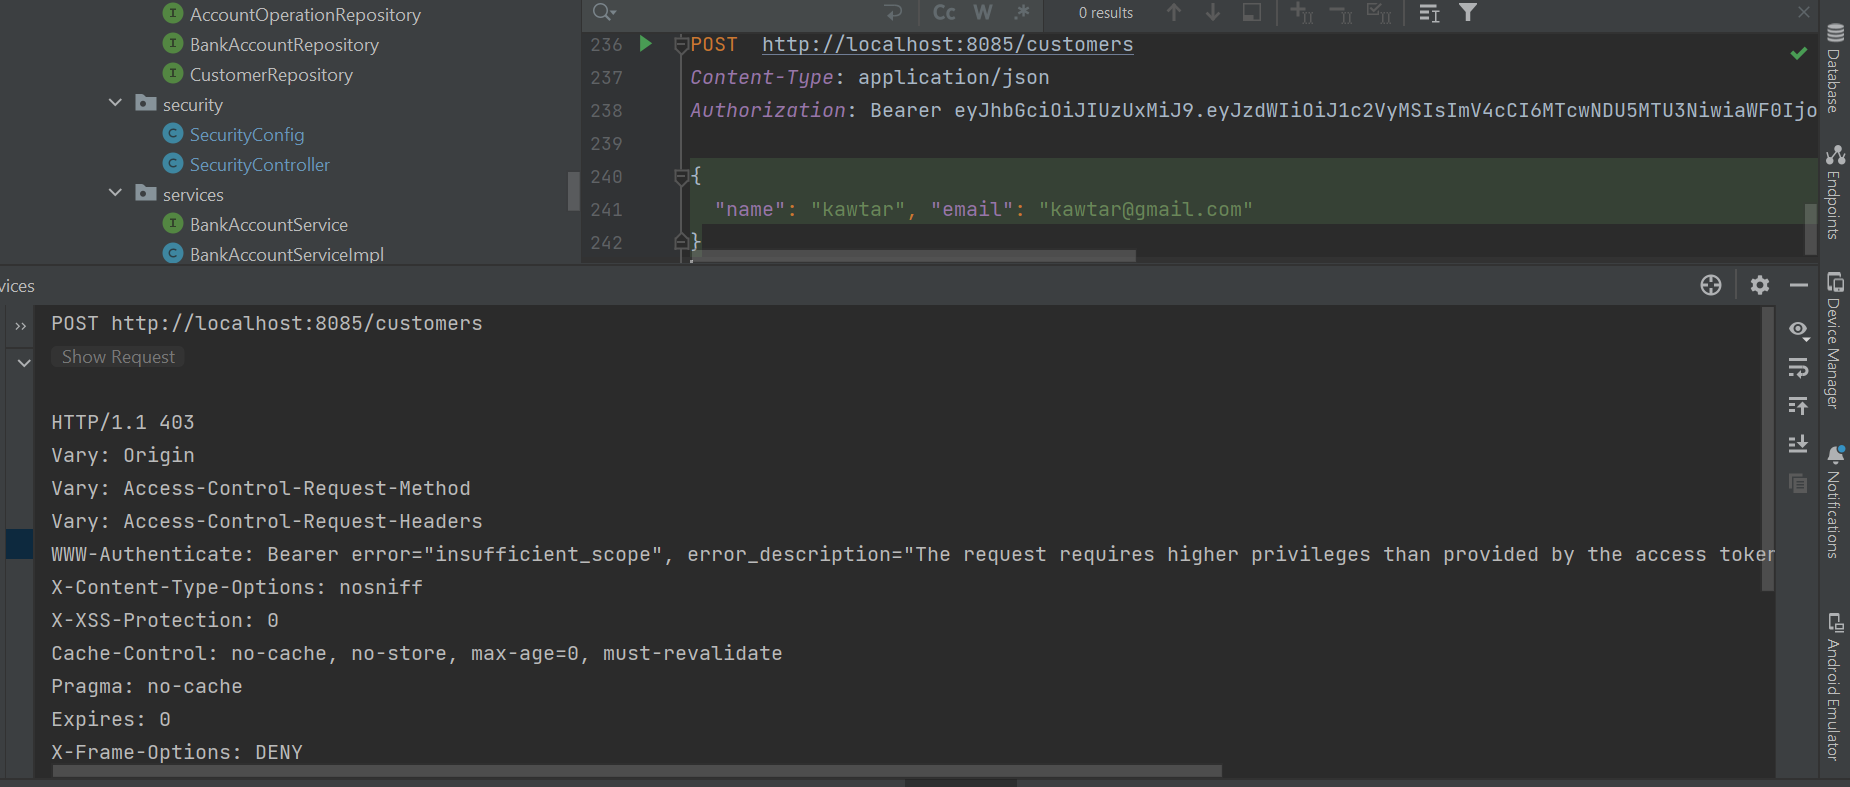 AccountOperationRepository
BankAccountRepository
CustomerRepository
security
SecurityConfig
SecurityController
services
BankAccountService
BankAccountServiceImpl
Cc W .* 0 results
236 POST http://localhost:8085/customers
237 Content-Type: application/json
238 Authorization: Bearer eyJhbGciOiJIUzUxMiJ9.eyJzdWIiOiJ1c2VyMSIsImV4cCI6MTcwNDU5MTU3NiwiaWF0Ijo
239
240 {
241 "name": "kawtar", "email": "kawtar@gmail.com"
242 }
vices
POST http://localhost:8085/customers
Show Request
HTTP/1.1 403
Vary: Origin
Vary: Access-Control-Request-Method
Vary: Access-Control-Request-Headers
WWW-Authenticate: Bearer error="insufficient_scope", error_description="The request requires higher privileges than provided by the access token
X-Content-Type-Options: nosniff
X-XSS-Protection: 0
Cache-Control: no-cache, no-store, max-age=0, must-revalidate
Pragma: no-cache
Expires: 0
X-Frame-Options: DENY
Database
Endpoints
Device Manager
Notifications
Android Emulator